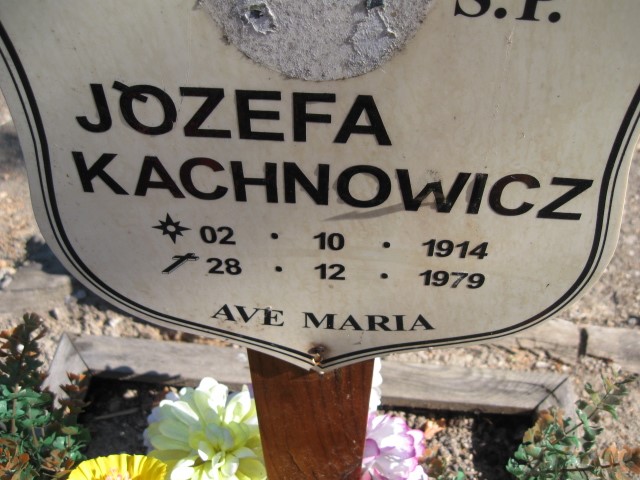 Ś.P.
JÓZEFA
KACHNOWICZ
02 · 10 · 1914
28 · 12 · 1979
AVE MARIA